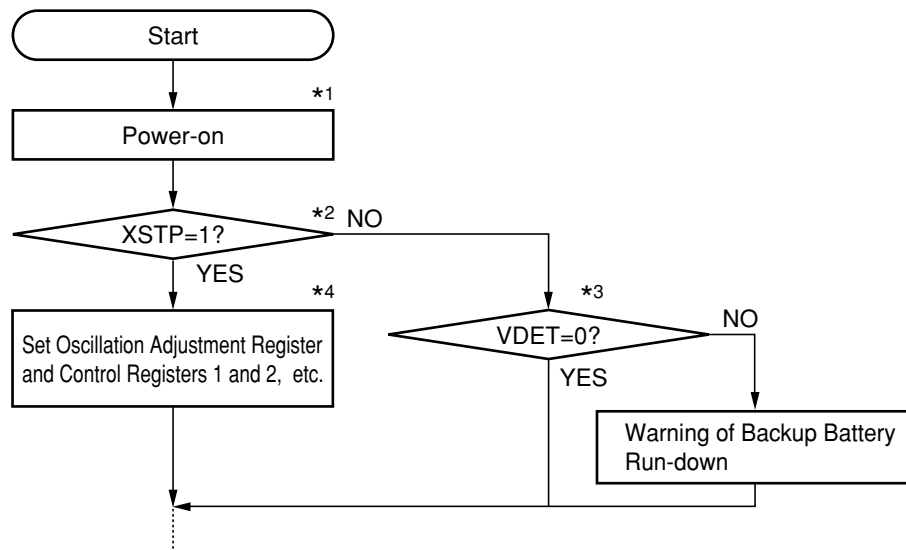 Start
*1
Power-on
*2
NO
XSTP=1?
YES
*4
*3
Set Oscillation Adjustment Register
and Control Registers 1 and 2, etc.
NO
VDET=0?
YES
Warning of Backup Battery
Run-down